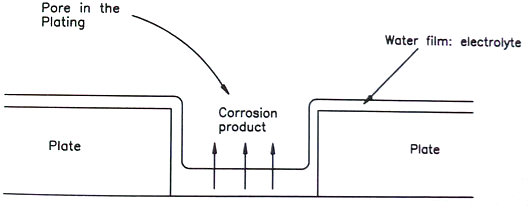 Pore in the
Plating
Water film: electrolyte
Corrosion
product
Plate
Plate